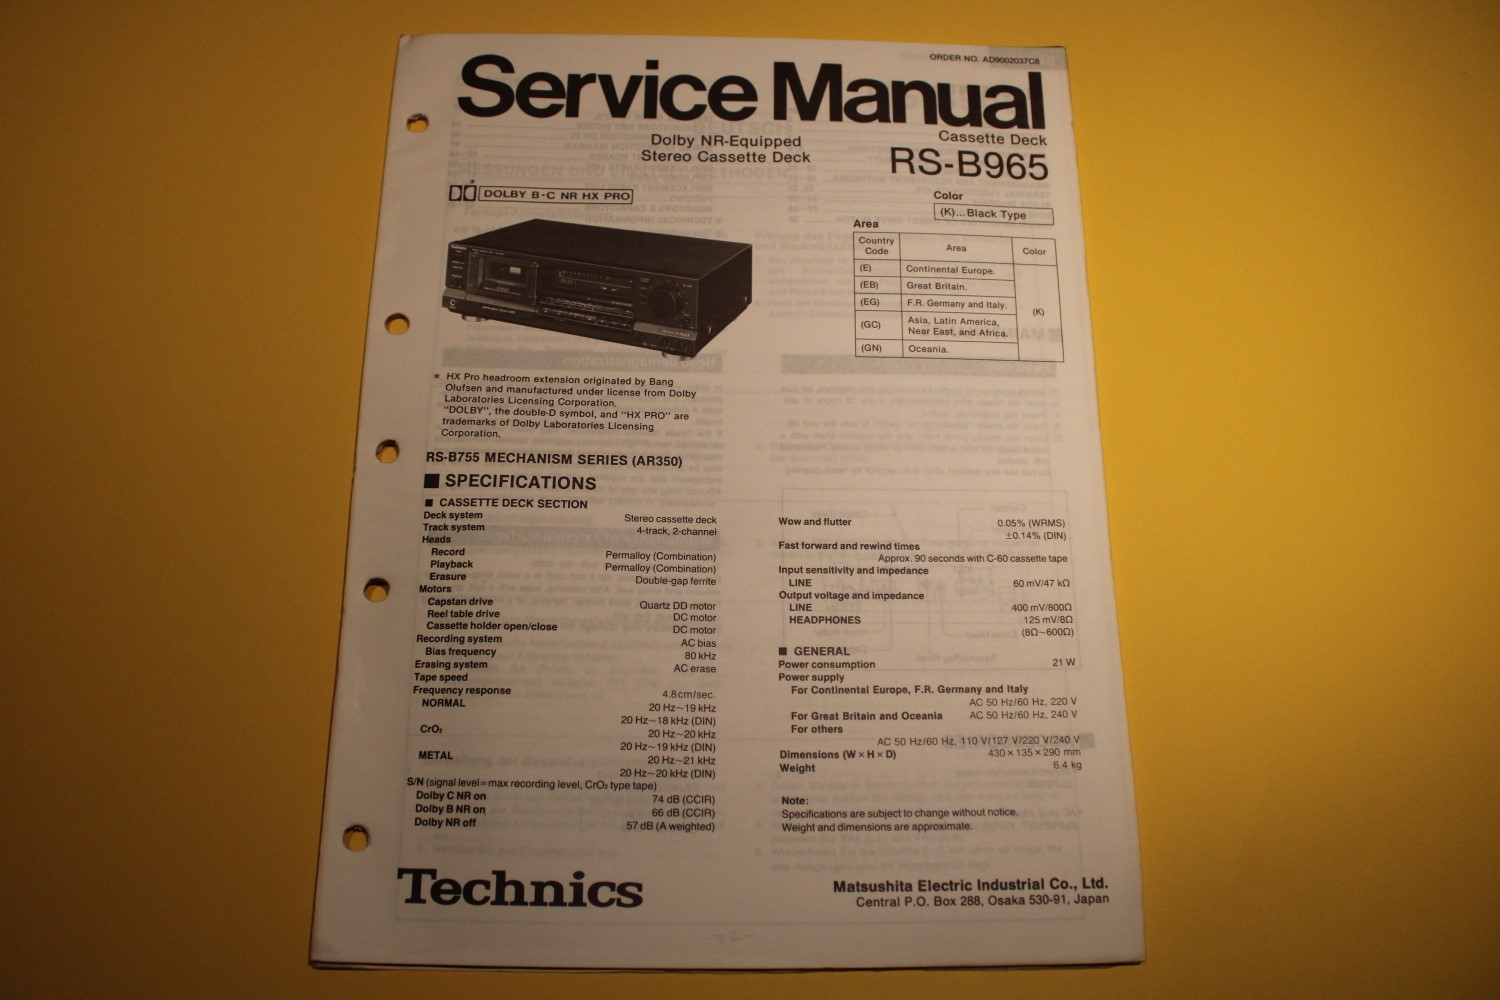 ORDER NO. AD9002037C8
Service Manual
Dolby NR-Equipped
Stereo Cassette Deck
Cassette Deck
RS-B965
DOLBY B-C NR HX PRO
Color
(K)...Black Type
Area
Country Code Area Color
(E) Continental Europe.
(EB) Great Britain.
(EG) F.R. Germany and Italy.
(K)
(GC) Asia, Latin America,
Near East, and Africa.
(GN) Oceania.
* HX Pro headroom extension originated by Bang
Olufsen and manufactured under license from Dolby
Laboratories Licensing Corporation.
"DOLBY", the double-D symbol, and "HX PRO" are
trademarks of Dolby Laboratories Licensing
Corporation.
RS-B755 MECHANISM SERIES (AR350)
■ SPECIFICATIONS
■ CASSETTE DECK SECTION
Deck system Stereo cassette deck
Track system 4-track, 2-channel
Heads
Record Permalloy (Combination)
Playback Permalloy (Combination)
Erasure Double-gap ferrite
Motors
Capstan drive Quartz DD motor
Reel table drive DC motor
Cassette holder open/close DC motor
Recording system AC bias
Bias frequency 80 kHz
Erasing system AC erase
Tape speed 4.8 cm/sec.
Frequency response
NORMAL 20 Hz~19 kHz
20 Hz~18 kHz (DIN)
CrO₂ 20 Hz~20 kHz
20 Hz~19 kHz (DIN)
METAL 20 Hz~21 kHz
20 Hz~20 kHz (DIN)
S/N (signal level=max recording level, CrO₂ type tape)
Dolby C NR on 74 dB (CCIR)
Dolby B NR on 66 dB (CCIR)
Dolby NR off 57 dB (A weighted)
Wow and flutter 0.05% (WRMS)
±0.14% (DIN)
Fast forward and rewind times
Approx. 90 seconds with C-60 cassette tape
Input sensitivity and impedance
LINE 60 mV/47 kΩ
Output voltage and impedance
LINE 400 mV/800Ω
HEADPHONES 125 mV/8Ω
(8Ω~600Ω)
■ GENERAL
Power consumption 21 W
Power supply
For Continental Europe, F.R. Germany and Italy
AC 50 Hz/60 Hz, 220 V
For Great Britain and Oceania AC 50 Hz/60 Hz, 240 V
For others
AC 50 Hz/60 Hz, 110 V/127 V/220 V/240 V
Dimensions (W×H×D) 430×135×290 mm
Weight 6.4 kg
Note:
Specifications are subject to change without notice.
Weight and dimensions are approximate.
Technics
Matsushita Electric Industrial Co., Ltd.
Central P.O. Box 288, Osaka 530-91, Japan